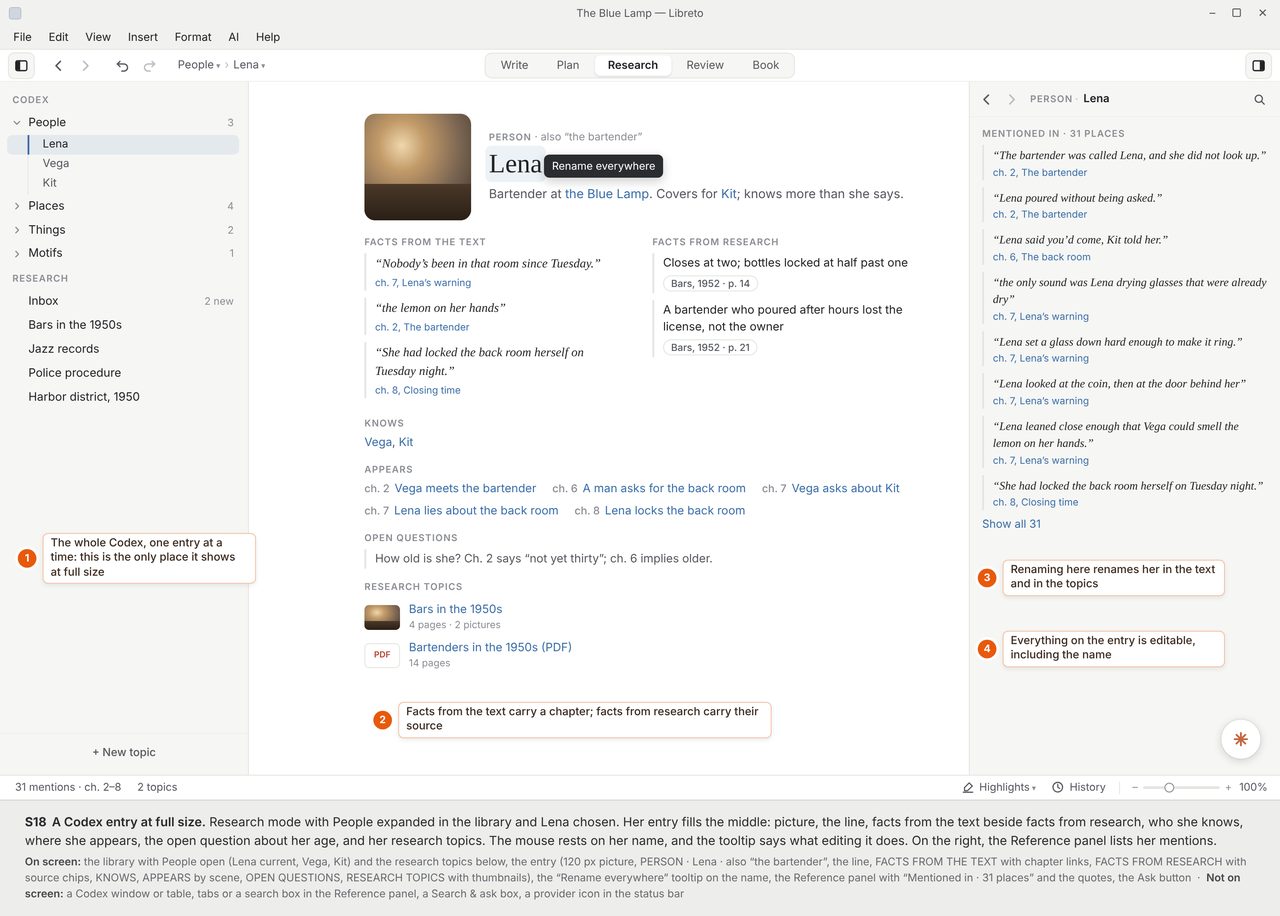 The Blue Lamp — Libreto
File Edit View Insert Format AI Help
People › Lena
Write Plan Research Review Book
CODEX
People 3
Lena
Vega
Kit
Places 4
Things 2
Motifs 1
RESEARCH
Inbox 2 new
Bars in the 1950s
Jazz records
Police procedure
Harbor district, 1950
1
The whole Codex, one entry at a
time: this is the only place it shows
at full size
+ New topic
PERSON · also “the bartender”
Lena
Rename everywhere
Bartender at the Blue Lamp. Covers for Kit; knows more than she says.
FACTS FROM THE TEXT
“Nobody’s been in that room since Tuesday.”
ch. 7, Lena’s warning
“the lemon on her hands”
ch. 2, The bartender
“She had locked the back room herself on
Tuesday night.”
ch. 8, Closing time
FACTS FROM RESEARCH
Closes at two; bottles locked at half past one
Bars, 1952 · p. 14
A bartender who poured after hours lost the
license, not the owner
Bars, 1952 · p. 21
KNOWS
Vega, Kit
APPEARS
ch. 2 Vega meets the bartender ch. 6 A man asks for the back room ch. 7 Vega asks about Kit
ch. 7 Lena lies about the back room ch. 8 Lena locks the back room
OPEN QUESTIONS
How old is she? Ch. 2 says “not yet thirty”; ch. 6 implies older.
RESEARCH TOPICS
Bars in the 1950s
4 pages · 2 pictures
PDF
Bartenders in the 1950s (PDF)
14 pages
2
Facts from the text carry a chapter; facts from research carry their
source
PERSON · Lena
MENTIONED IN · 31 PLACES
“The bartender was called Lena, and she did not look up.”
ch. 2, The bartender
“Lena poured without being asked.”
ch. 2, The bartender
“Lena said you’d come, Kit told her.”
ch. 6, The back room
“the only sound was Lena drying glasses that were already
dry”
ch. 7, Lena’s warning
“Lena set a glass down hard enough to make it ring.”
ch. 7, Lena’s warning
“Lena looked at the coin, then at the door behind her”
ch. 7, Lena’s warning
“Lena leaned close enough that Vega could smell the
lemon on her hands.”
ch. 7, Lena’s warning
“She had locked the back room herself on Tuesday night.”
ch. 8, Closing time
Show all 31
3
Renaming here renames her in the text
and in the topics
4
Everything on the entry is editable,
including the name
31 mentions · ch. 2–8 2 topics
Highlights History − + 100%
S18 A Codex entry at full size. Research mode with People expanded in the library and Lena chosen. Her entry fills the middle: picture, the line, facts from the text beside facts from research, who she knows,
where she appears, the open question about her age, and her research topics. The mouse rests on her name, and the tooltip says what editing it does. On the right, the Reference panel lists her mentions.
On screen: the library with People open (Lena current, Vega, Kit) and the research topics below, the entry (120 px picture, PERSON · Lena · also “the bartender”, the line, FACTS FROM THE TEXT with chapter links, FACTS FROM RESEARCH with
source chips, KNOWS, APPEARS by scene, OPEN QUESTIONS, RESEARCH TOPICS with thumbnails), the “Rename everywhere” tooltip on the name, the Reference panel with “Mentioned in · 31 places” and the quotes, the Ask button · Not on
screen: a Codex window or table, tabs or a search box in the Reference panel, a Search & ask box, a provider icon in the status bar